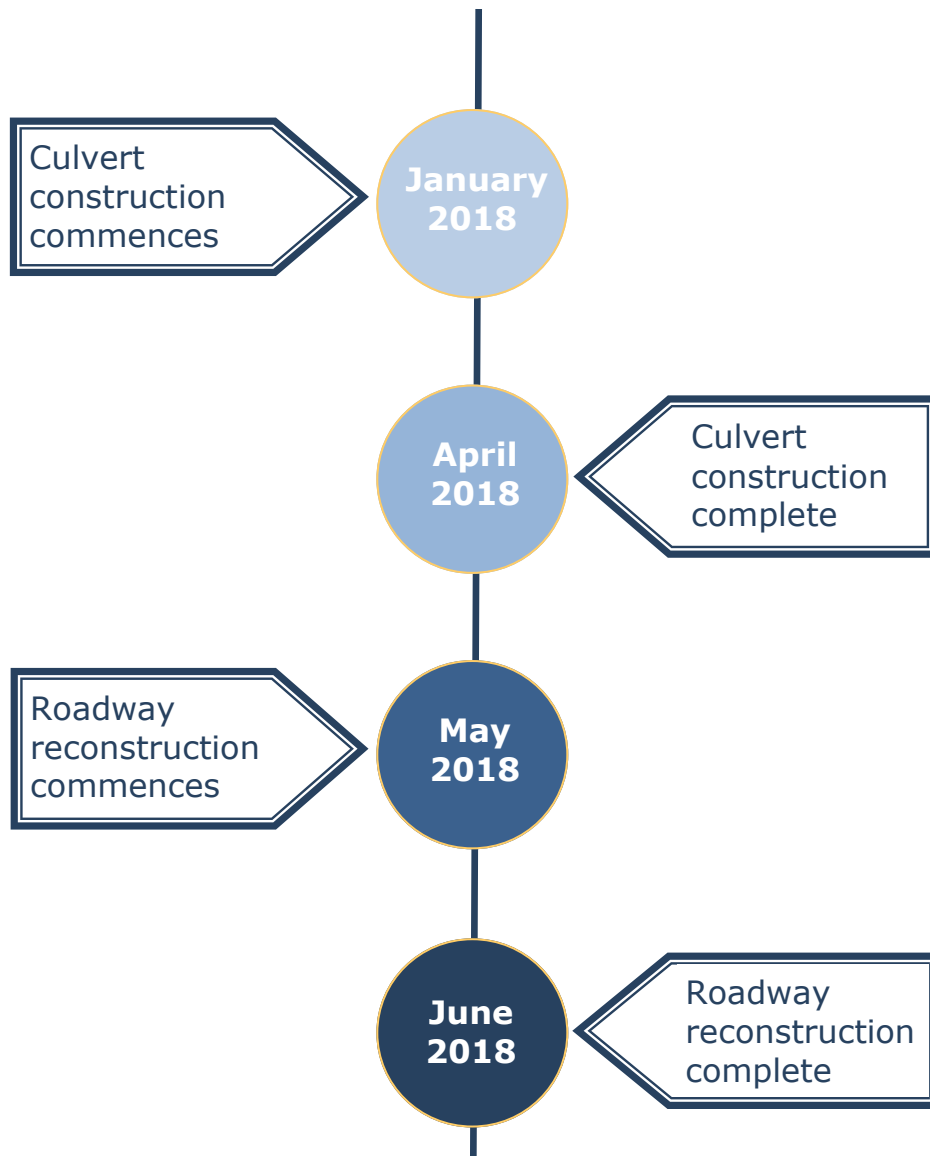 Culvert
construction
commences
January
2018
April
2018
Culvert
construction
complete
Roadway
reconstruction
commences
May
2018
June
2018
Roadway
reconstruction
complete